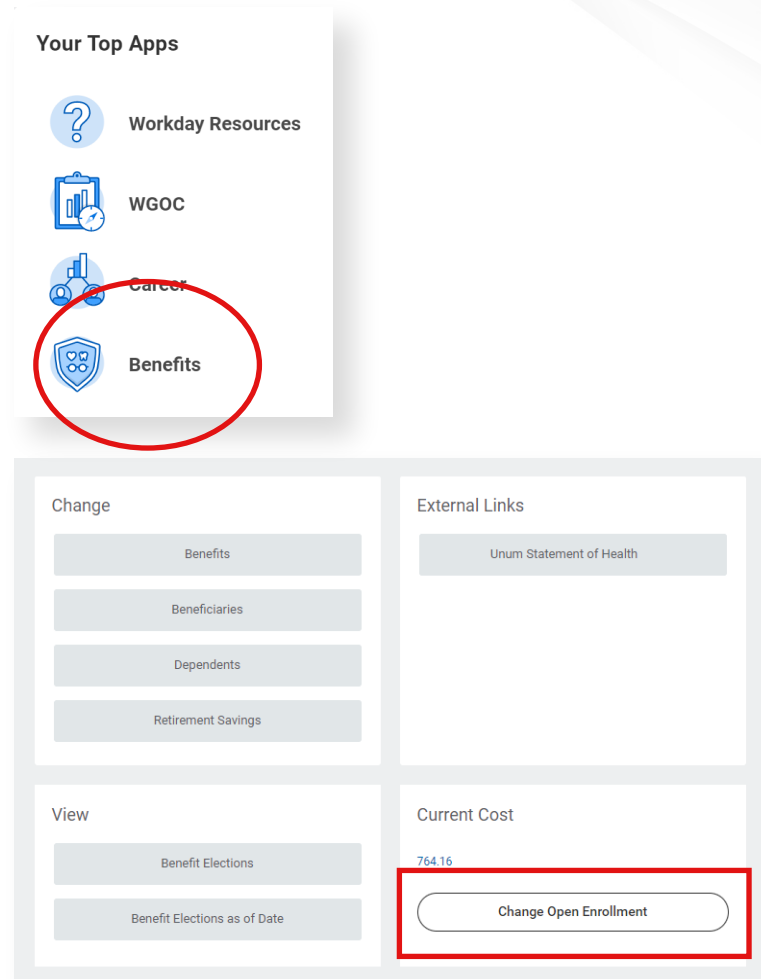 Your Top Apps
Workday Resources
WGOC
Career
Benefits
Change
Benefits
Beneficiaries
Dependents
Retirement Savings
External Links
Unum Statement of Health
View
Benefit Elections
Benefit Elections as of Date
Current Cost
764.16
Change Open Enrollment